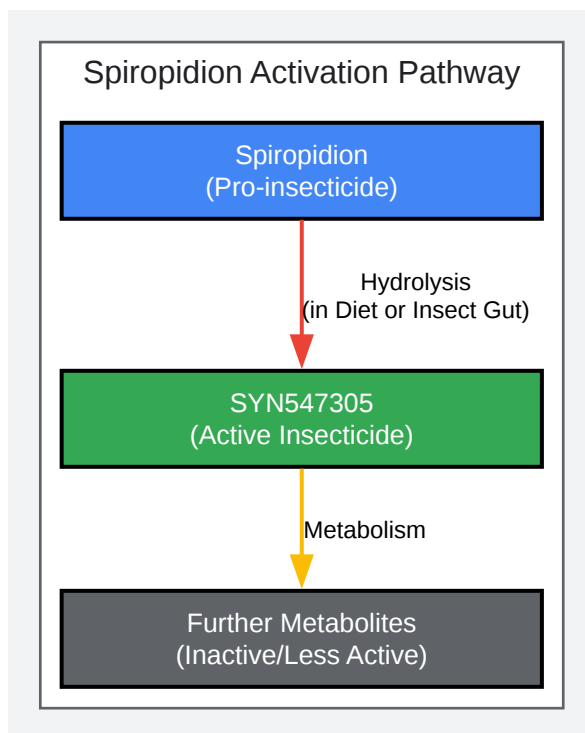 Spiropidion Activation Pathway
Spiropidion
(Pro-insecticide)
Hydrolysis
(in Diet or Insect Gut)
SYN547305
(Active Insecticide)
Metabolism
Further Metabolites
(Inactive/Less Active)